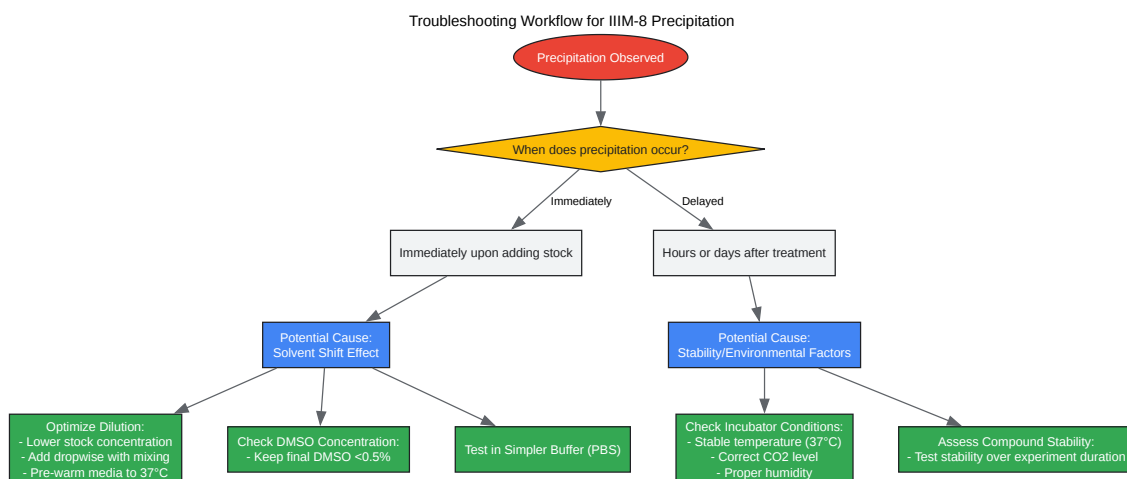 Troubleshooting Workflow for IIIM-8 Precipitation
Precipitation Observed
When does precipitation occur?
Immediately
Delayed
Immediately upon adding stock
Hours or days after treatment
Potential Cause:
Solvent Shift Effect
Potential Cause:
Stability/Environmental Factors
Optimize Dilution:
- Lower stock concentration
- Add dropwise with mixing
- Pre-warm media to 37°C
Check DMSO Concentration:
- Keep final DMSO <0.5%
Test in Simpler Buffer (PBS)
Check Incubator Conditions:
- Stable temperature (37°C)
- Correct CO2 level
- Proper humidity
Assess Compound Stability:
- Test stability over experiment duration